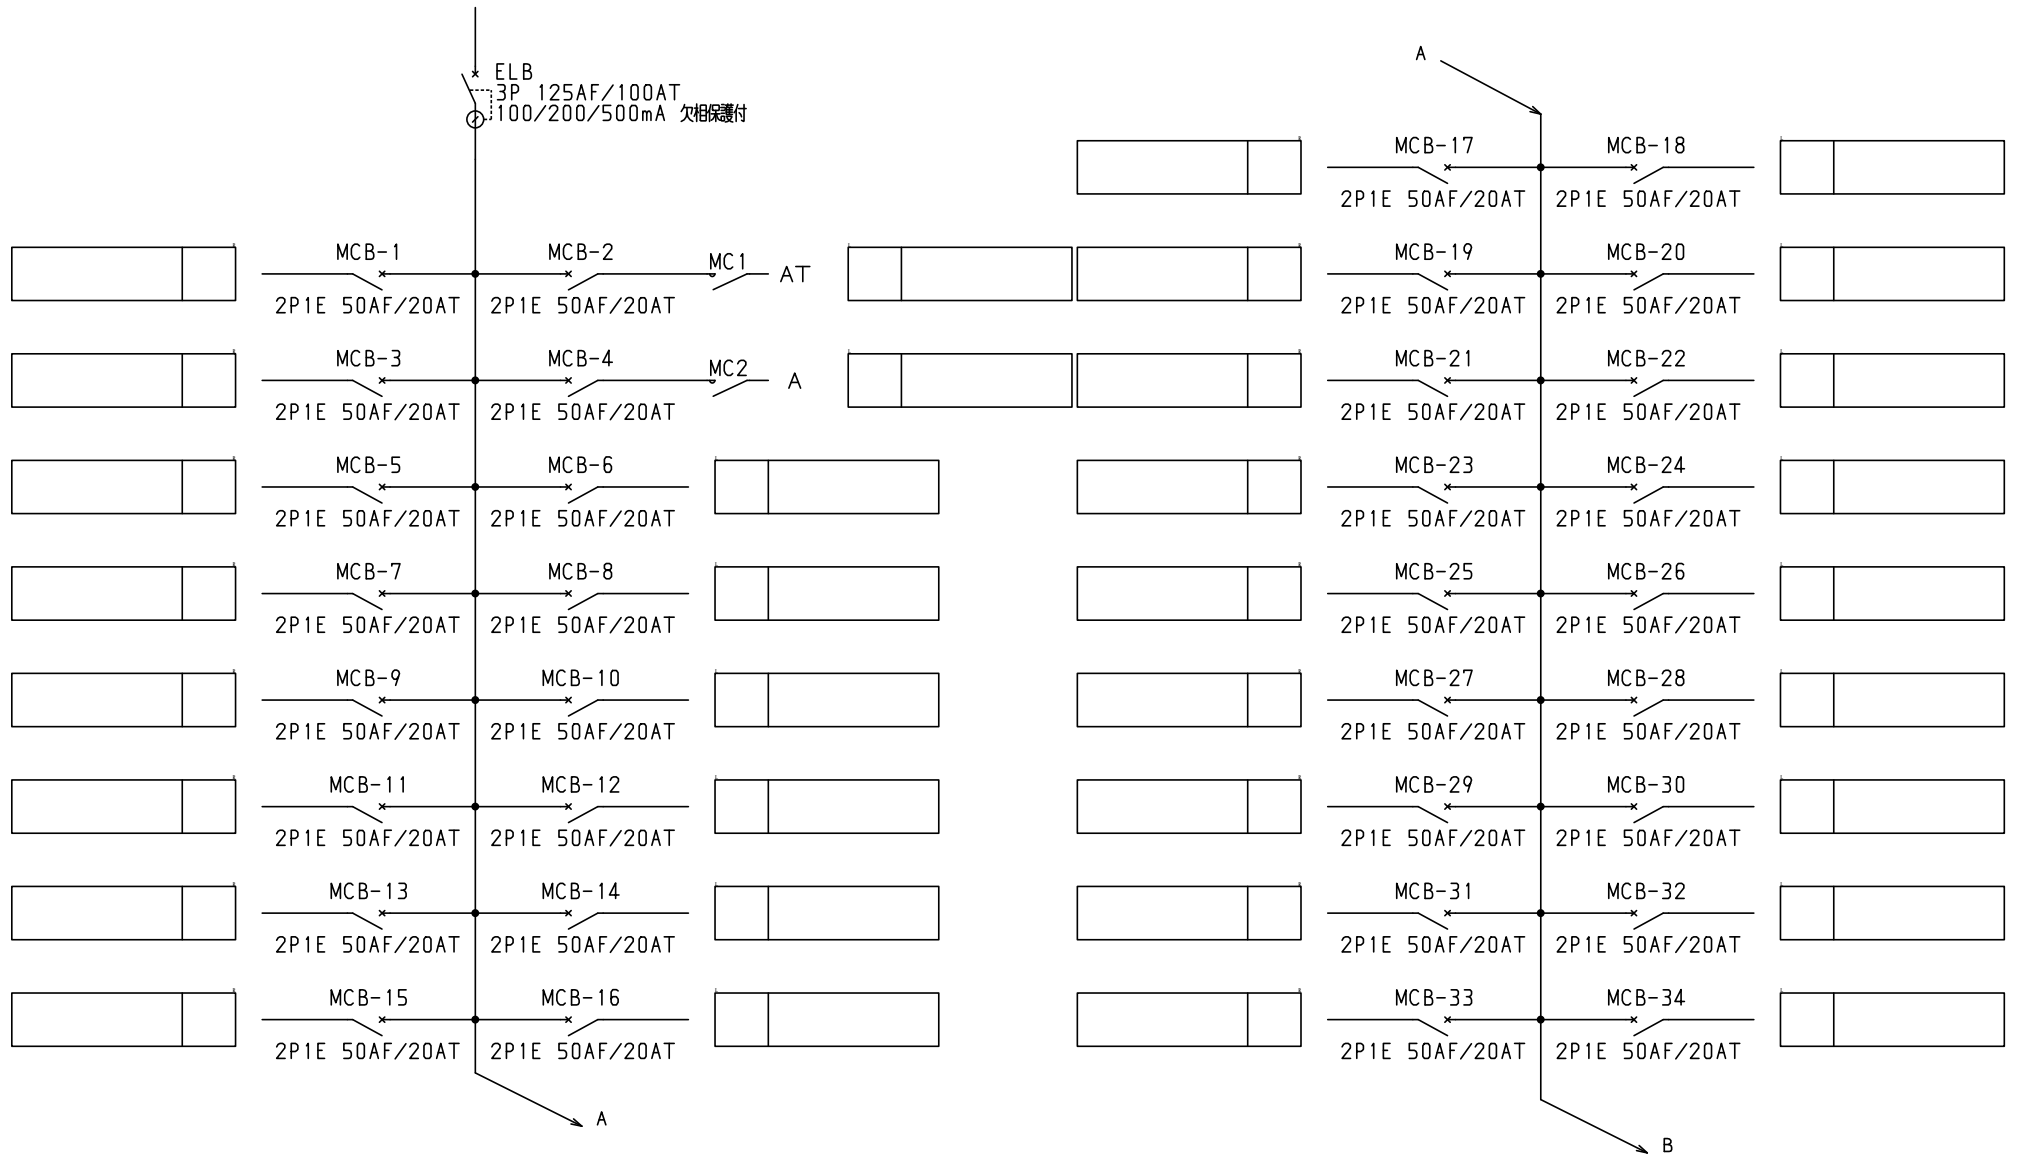 ELB
3P 125AF/100AT
100/200/500mA 欠相保護付
MCB-1 MCB-2 MC1 AT
2P1E 50AF/20AT 2P1E 50AF/20AT
MCB-3 MCB-4 MC2 A
2P1E 50AF/20AT 2P1E 50AF/20AT
MCB-5 MCB-6
2P1E 50AF/20AT 2P1E 50AF/20AT
MCB-7 MCB-8
2P1E 50AF/20AT 2P1E 50AF/20AT
MCB-9 MCB-10
2P1E 50AF/20AT 2P1E 50AF/20AT
MCB-11 MCB-12
2P1E 50AF/20AT 2P1E 50AF/20AT
MCB-13 MCB-14
2P1E 50AF/20AT 2P1E 50AF/20AT
MCB-15 MCB-16
2P1E 50AF/20AT 2P1E 50AF/20AT
A
A
MCB-17 MCB-18
2P1E 50AF/20AT 2P1E 50AF/20AT
MCB-19 MCB-20
2P1E 50AF/20AT 2P1E 50AF/20AT
MCB-21 MCB-22
2P1E 50AF/20AT 2P1E 50AF/20AT
MCB-23 MCB-24
2P1E 50AF/20AT 2P1E 50AF/20AT
MCB-25 MCB-26
2P1E 50AF/20AT 2P1E 50AF/20AT
MCB-27 MCB-28
2P1E 50AF/20AT 2P1E 50AF/20AT
MCB-29 MCB-30
2P1E 50AF/20AT 2P1E 50AF/20AT
MCB-31 MCB-32
2P1E 50AF/20AT 2P1E 50AF/20AT
MCB-33 MCB-34
2P1E 50AF/20AT 2P1E 50AF/20AT
B